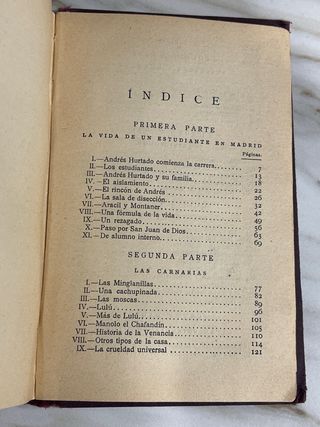 ÍNDICE
PRIMERA PARTE
LA VIDA DE UN ESTUDIANTE EN MADRID
Páginas.
I.—Andrés Hurtado comienza la carrera 7
II.—Los estudiantes 13
III.—Andrés Hurtado y su familia 18
IV.—El aislamiento 22
V.—El rincón de Andrés 26
VI.—La sala de disección 32
VII.—Aracil y Montaner 42
VIII.—Una fórmula de la vida 49
IX.—Un rezagado 56
X.—Paso por San Juan de Dios 65
XI.—De alumno interno 69
SEGUNDA PARTE
LAS CARNARIAS
I.—Las Minglanillas 77
II.—Una cachupinada 82
III.—Las moscas 89
IV.—Lulú 96
V.—Más de Lulú 101
VI.—Manolo el Chafandín 105
VII.—Historia de la Venancia 110
VIII.—Otros tipos de la casa 114
IX.—La crueldad universal 121